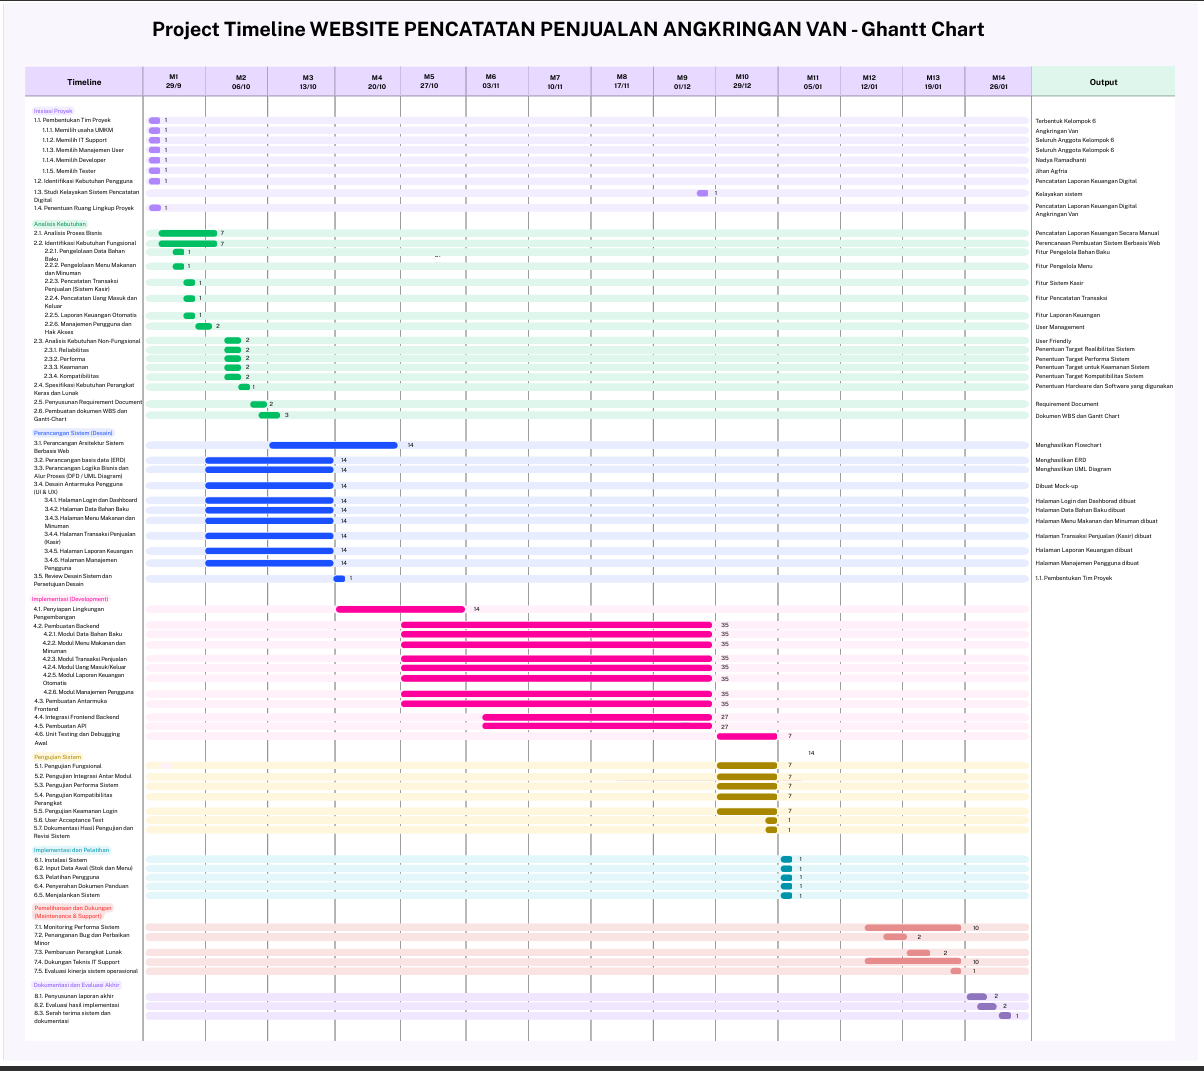 Project Timeline WEBSITE PENCATATAN PENJUALAN ANGKRINGAN VAN - Ghantt Chart
Timeline M1 M2 M3 M4 M5 M6 M7 M8 M9 M10 M11 M12 M13 M14 Output
29/9 06/10 13/10 20/10 27/10 03/11 10/11 17/11 01/12 29/12 05/01 12/01 19/01 26/01
Inisiasi Proyek
1.1. Pembentukan Tim Proyek 1 Terbentuk Kelompok 6
1.1.1. Memilih usaha UMKM 1 Angkringan Van
1.1.2. Memilih IT Support 1 Seluruh Anggota Kelompok 6
1.1.3. Memilih Manajemen User 1 Seluruh Anggota Kelompok 6
1.1.4. Memilih Developer 1 Nadya Ramadhanti
1.1.5. Memilih Tester 1 Jihan Agfria
1.2. Identifikasi Kebutuhan Pengguna 1 Pencatatan Laporan Keuangan Digital
1.3. Studi Kelayakan Sistem Pencatatan
Digital 1 Kelayakan sistem
1.4. Penentuan Ruang Lingkup Proyek 1 Pencatatan Laporan Keuangan Digital
Angkringan Van
Analisis Kebutuhan
2.1. Analisis Proses Bisnis 7 Pencatatan Laporan Keuangan Secara Manual
2.2. Identifikasi Kebutuhan Fungsional 7 Perencanaan Pembuatan Sistem Berbasis Web
2.2.1. Pengelolaan Data Bahan
Baku 1 Fitur Pengelola Bahan Baku
2.2.2. Pengelolaan Menu Makanan
dan Minuman 1 Fitur Pengelola Menu
2.2.3. Pencatatan Transaksi
Penjualan (Sistem Kasir) 1 Fitur Sistem Kasir
2.2.4. Pencatatan Uang Masuk dan
Keluar 1 Fitur Pencatatan Transaksi
2.2.5. Laporan Keuangan Otomatis 1 Fitur Laporan Keuangan
2.2.6. Manajemen Pengguna dan
Hak Akses 2 User Management
2.3. Analisis Kebutuhan Non-Fungsional 2 User Friendly
2.3.1. Reliabilitas 2 Penentuan Target Realibilitas Sistem
2.3.2. Performa 2 Penentuan Target Performa Sistem
2.3.3. Keamanan 2 Penentuan Target untuk Keamanan Sistem
2.3.4. Kompatibilitas 2 Penentuan Target Kompatibilitas Sistem
2.4. Spesifikasi Kebutuhan Perangkat
Keras dan Lunak 1 Penentuan Hardware dan Software yang digunakan
2.5. Penyusunan Requirement Document 2 Requirement Document
2.6. Pembuatan dokumen WBS dan
Gantt-Chart 3 Dokumen WBS dan Gantt Chart
Perancangan Sistem (Desain)
3.1. Perancangan Arsitektur Sistem
Berbasis Web 14 Menghasilkan Flowchart
3.2. Perancangan basis data (ERD) 14 Menghasilkan ERD
3.3. Perancangan Logika Bisnis dan
Alur Proses (DFD / UML Diagram) 14 Menghasilkan UML Diagram
3.4. Desain Antarmuka Pengguna
(UI & UX) 14 Dibuat Mock-up
3.4.1. Halaman Login dan Dashboard 14 Halaman Login dan Dashborad dibuat
3.4.2. Halaman Data Bahan Baku 14 Halaman Data Bahan Baku dibuat
3.4.3. Halaman Menu Makanan dan
Minuman 14 Halaman Menu Makanan dan Minuman dibuat
3.4.4. Halaman Transaksi Penjualan
(Kasir) 14 Halaman Transaksi Penjualan (Kasir) dibuat
3.4.5. Halaman Laporan Keuangan 14 Halaman Laporan Keuangan dibuat
3.4.6. Halaman Manajemen
Pengguna 14 Halaman Manajemen Pengguna dibuat
3.5. Review Desain Sistem dan
Persetujuan Desain 1 1.1. Pembentukan Tim Proyek
Implementasi (Development)
4.1. Penyiapan Lingkungan
Pengembangan 14
4.2. Pembuatan Backend 35
4.2.1. Modul Data Bahan Baku 35
4.2.2. Modul Menu Makanan dan
Minuman 35
4.2.3. Modul Transaksi Penjualan 35
4.2.4. Modul Uang Masuk/Keluar 35
4.2.5. Modul Laporan Keuangan
Otomatis 35
4.2.6. Modul Manajemen Pengguna 35
4.3. Pembuatan Antarmuka
Frontend 35
4.4. Integrasi Frontend Backend 27
4.5. Pembuatan API 27
4.6. Unit Testing dan Debugging
Awal 7
14
Pengujian Sistem
5.1. Pengujian Fungsional 7
5.2. Pengujian Integrasi Antar Modul 7
5.3. Pengujian Performa Sistem 7
5.4. Pengujian Kompatibilitas
Perangkat 7
5.5. Pengujian Keamanan Login 7
5.6. User Acceptance Test 1
5.7. Dokumentasi Hasil Pengujian dan
Revisi Sistem 1
Implementasi dan Pelatihan
6.1. Instalasi Sistem 1
6.2. Input Data Awal (Stok dan Menu) 1
6.3. Pelatihan Pengguna 1
6.4. Penyerahan Dokumen Panduan 1
6.5. Menjalankan Sistem 1
Pemeliharaan dan Dukungan
(Maintenance & Support)
7.1. Monitoring Performa Sistem 10
7.2. Penanganan Bug dan Perbaikan
Minor 2
7.3. Pembaruan Perangkat Lunak 2
7.4. Dukungan Teknis IT Support 10
7.5. Evaluasi kinerja sistem operasional 1
Dokumentasi dan Evaluasi Akhir
8.1. Penyusunan laporan akhir 2
8.2. Evaluasi hasil implementasi 2
8.3. Serah terima sistem dan
dokumentasi 1